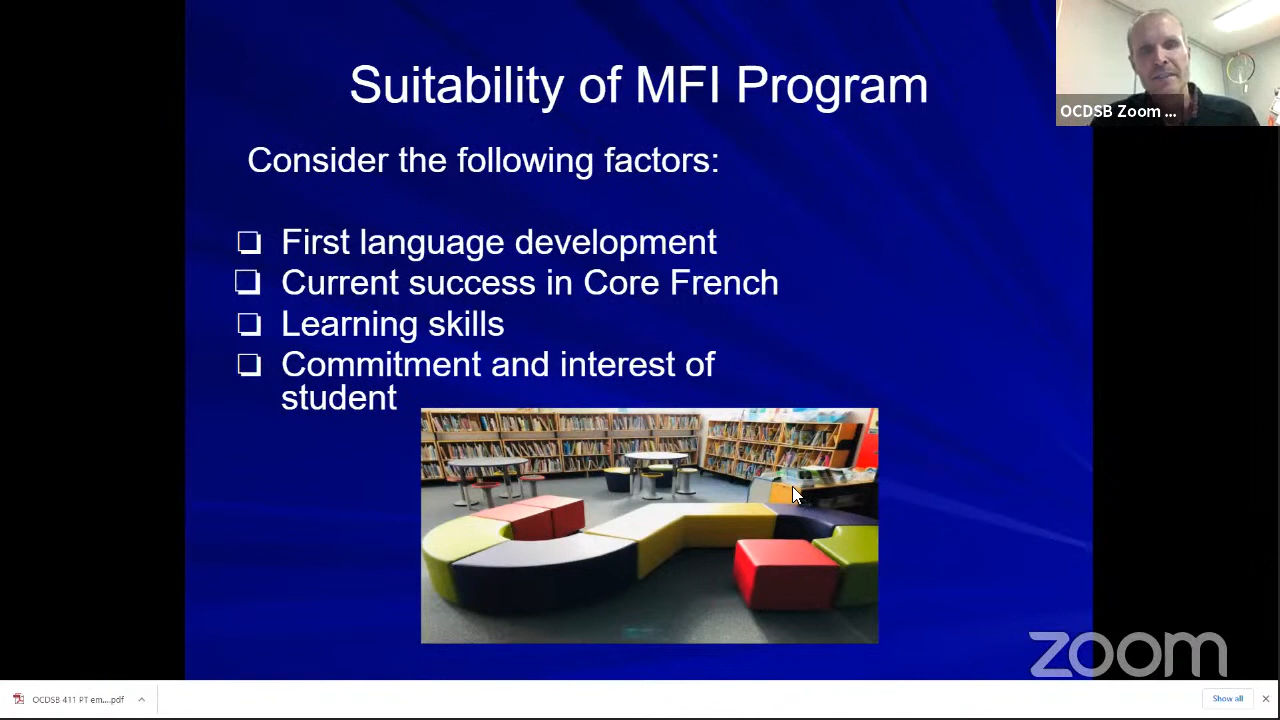 Suitability of MFI Program
OCDSB Zoom ...
Consider the following factors:
❏ First language development
❏ Current success in Core French
❏ Learning skills
❏ Commitment and interest of
student
zoom
OCDSB 411 PT em....pdf
Show all